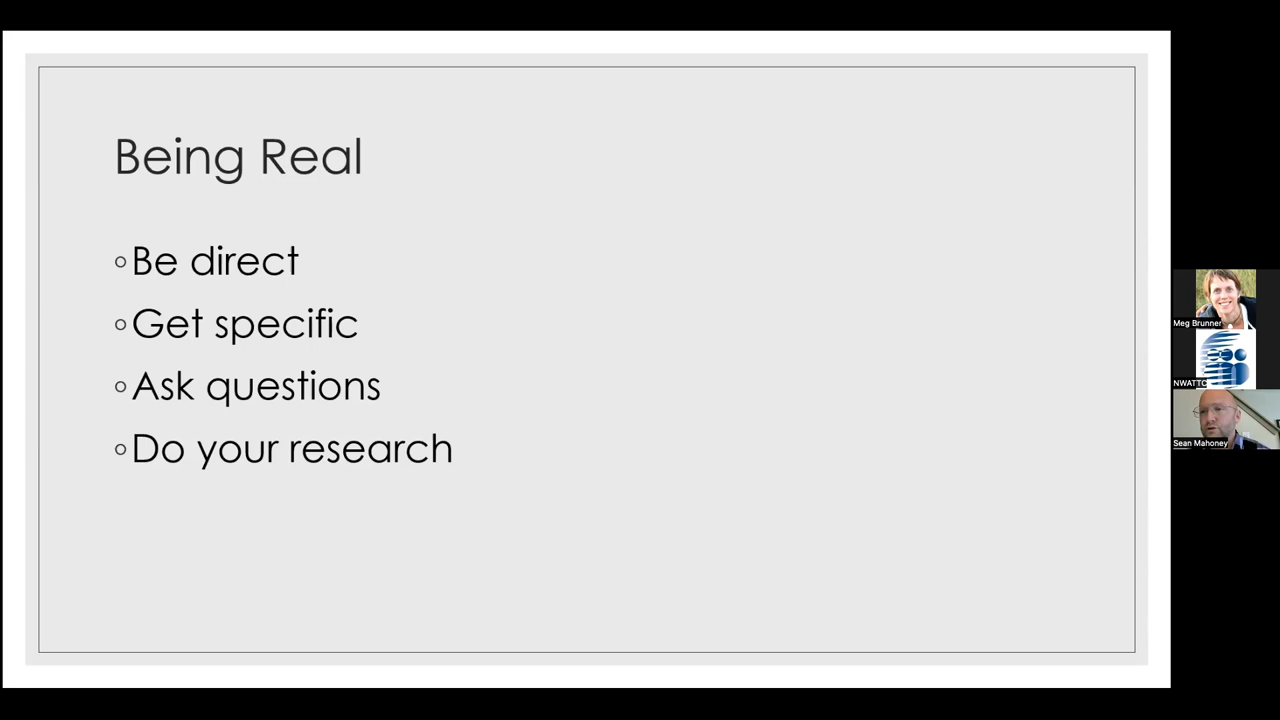 Being Real
◦Be direct
◦Get specific
◦Ask questions
◦Do your research
Meg Brunner
NWATTC
Sean Mahoney